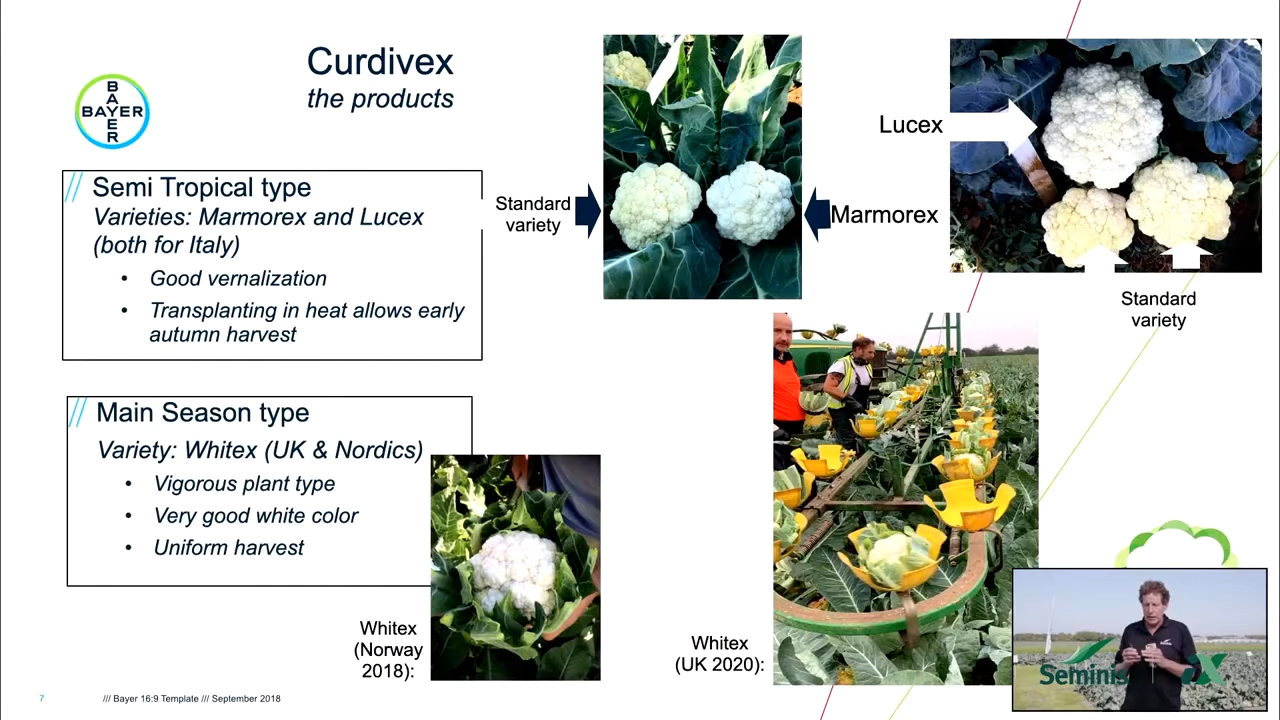 Curdivex
the products
BAYER
BAYER
Semi Tropical type
Varieties: Marmorex and Lucex
(both for Italy)
• Good vernalization
• Transplanting in heat allows early
autumn harvest
Standard
variety
Marmorex
Lucex
Standard
variety
Main Season type
Variety: Whitex (UK & Nordics)
• Vigorous plant type
• Very good white color
• Uniform harvest
Whitex
(Norway
2018):
Whitex
(UK 2020):
Seminis
7
/// Bayer 16:9 Template /// September 2018